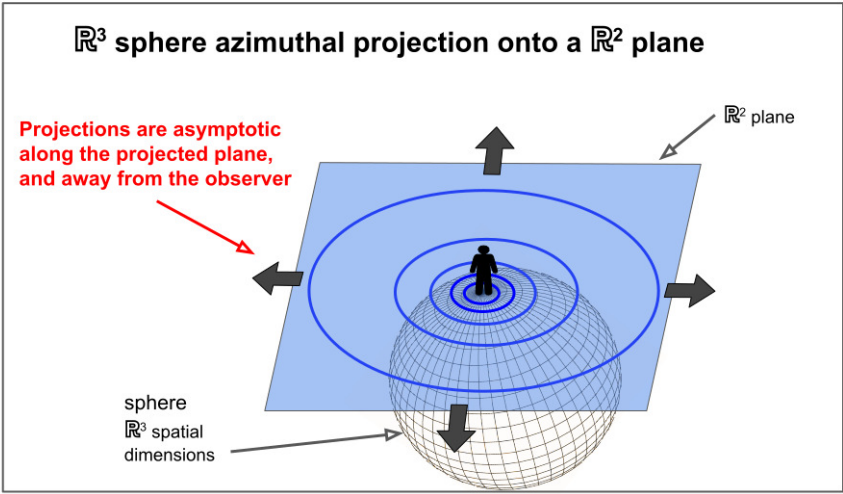 ℝ³ sphere azimuthal projection onto a ℝ² plane
Projections are asymptotic
along the projected plane,
and away from the observer
ℝ² plane
sphere
ℝ³ spatial
dimensions